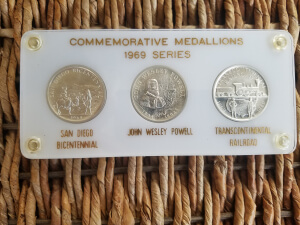 COMMEMORATIVE MEDALLIONS
1969 SERIES
SAN DIEGO
BICENTENNIAL
JOHN WESLEY POWELL
TRANSCONTINENTAL
RAILROAD